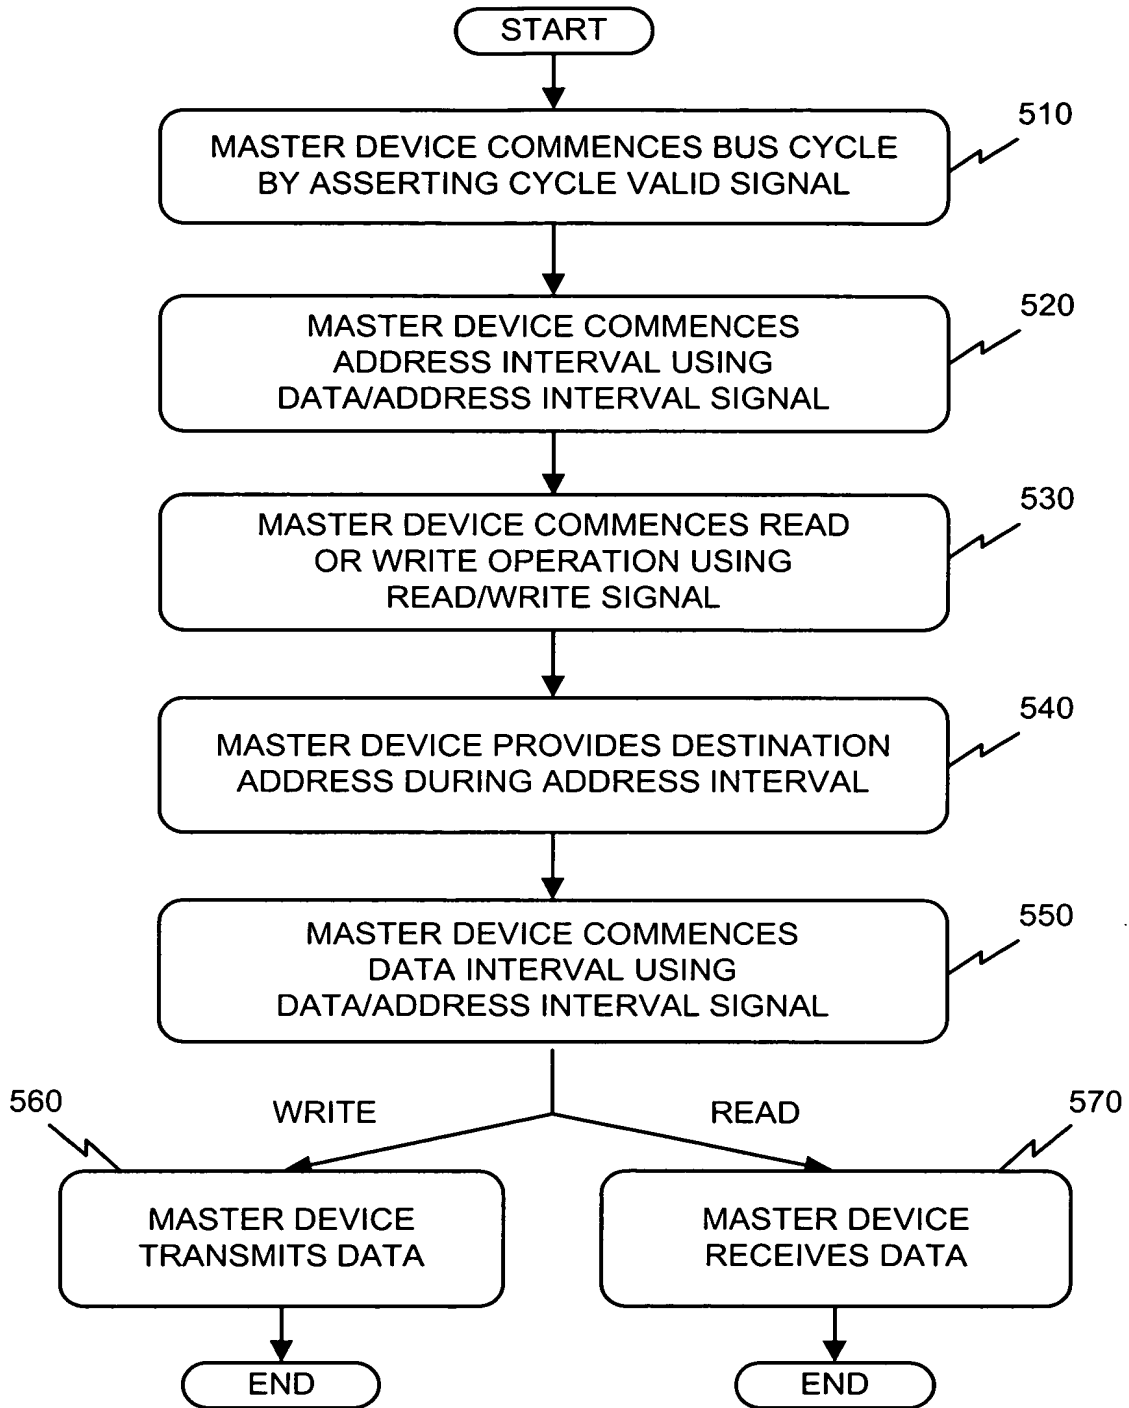 START
510
MASTER DEVICE COMMENCES BUS CYCLE
BY ASSERTING CYCLE VALID SIGNAL
520
MASTER DEVICE COMMENCES
ADDRESS INTERVAL USING
DATA/ADDRESS INTERVAL SIGNAL
530
MASTER DEVICE COMMENCES READ
OR WRITE OPERATION USING
READ/WRITE SIGNAL
540
MASTER DEVICE PROVIDES DESTINATION
ADDRESS DURING ADDRESS INTERVAL
550
MASTER DEVICE COMMENCES
DATA INTERVAL USING
DATA/ADDRESS INTERVAL SIGNAL
560
WRITE
READ
570
MASTER DEVICE
TRANSMITS DATA
MASTER DEVICE
RECEIVES DATA
END
END